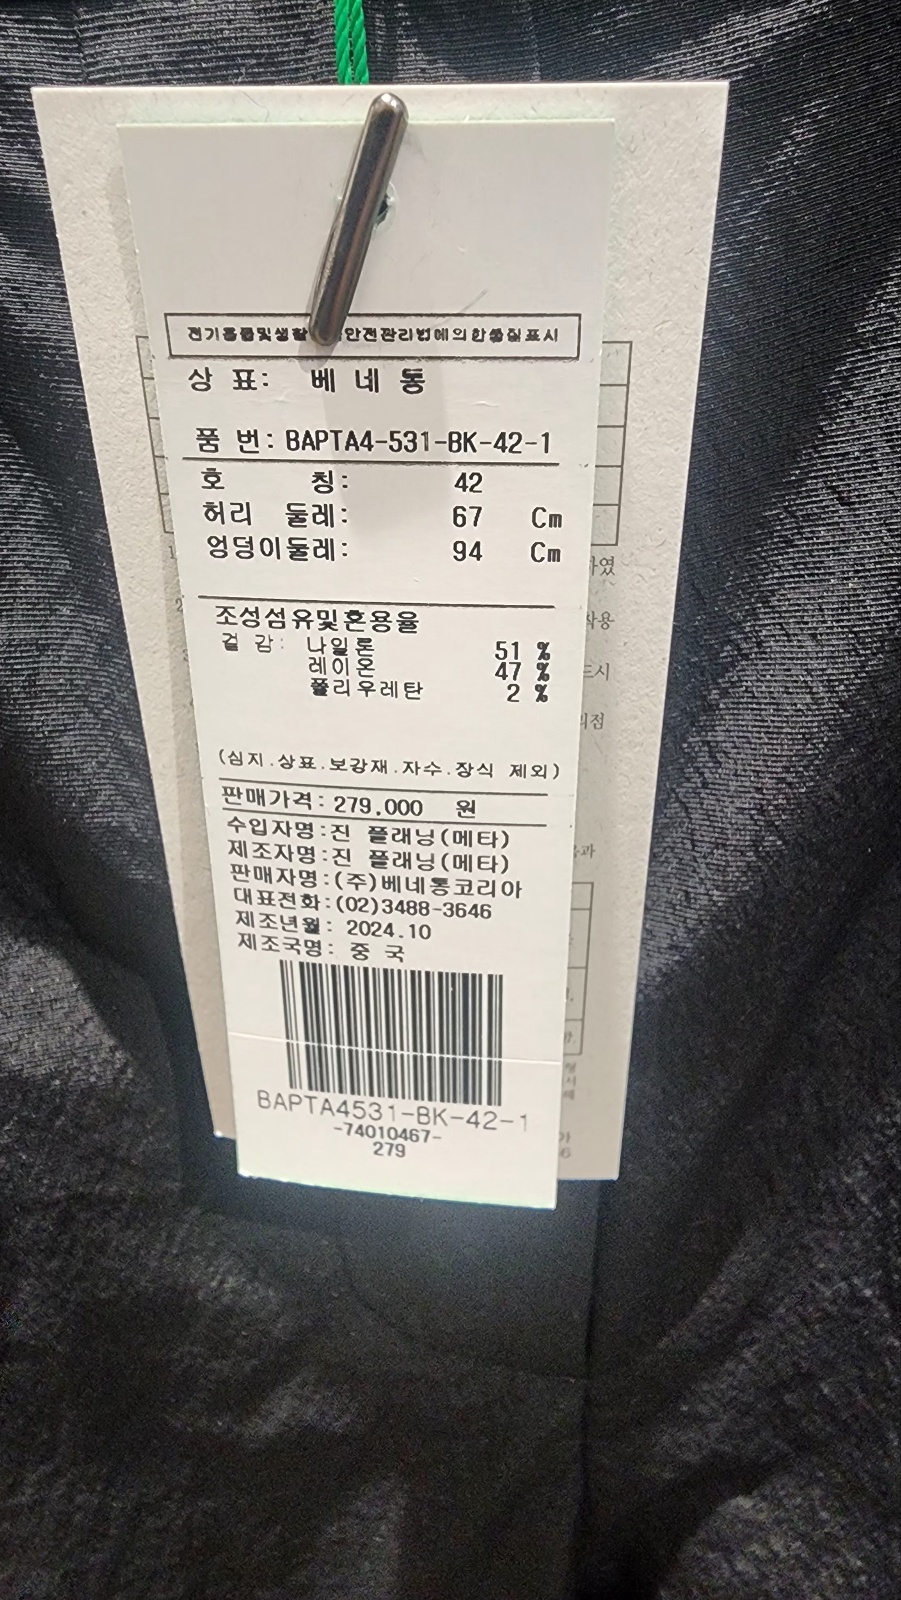 전기용품및생활 안전관리법에의한품질표시
상 표: 베네통
품 번: BAPTA4-531-BK-42-1
호 칭: 42
허리 둘레: 67 Cm
엉덩이둘레: 94 Cm
조성섬유및혼용율
겉 감: 나일론 51 %
레이온 47 %
폴리우레탄 2 %
(심지.상표.보강재.자수.장식 제외)
판매가격: 279,000 원
수입자명:진 플래닝(메타)
제조자명:진 플래닝(메타)
판매자명:(주)베네통코리아
대표전화:(02)3488-3646
제조년월: 2024.10
제조국명: 중 국
BAPTA4531-BK-42-1
-74010467-
279